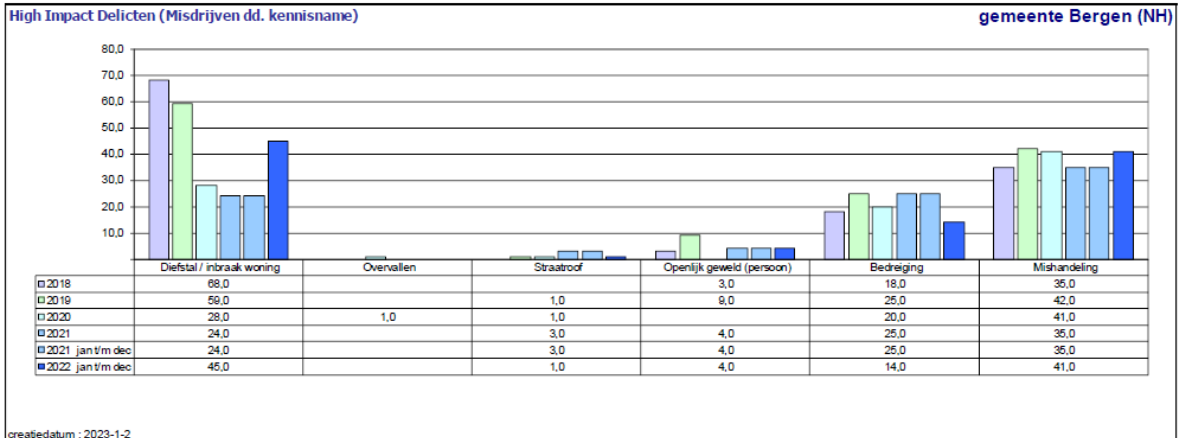 High Impact Delicten (Misdrijven dd. kennisname) gemeente Bergen (NH)
80,0
70,0
60,0
50,0
40,0
30,0
20,0
10,0
Diefstal / inbraak woning Overvallen Straatroof Openlijk geweld (persoon) Bedreiging Mishandeling
2018 68,0 3,0 18,0 35,0
2019 59,0 1,0 9,0 25,0 42,0
2020 28,0 1,0 1,0 20,0 41,0
2021 24,0 3,0 4,0 25,0 35,0
2021 jan t/m dec 24,0 3,0 4,0 25,0 35,0
2022 jan t/m dec 45,0 1,0 4,0 14,0 41,0
creatiedatum : 2023-1-2